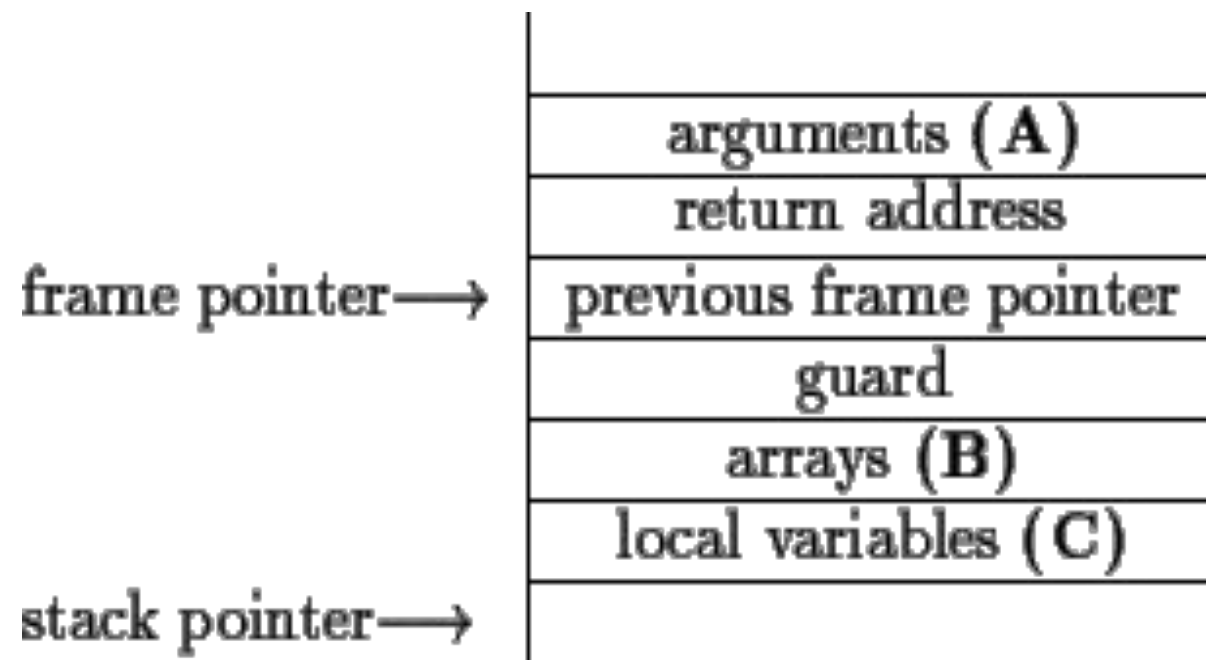 arguments (A)
return address
frame pointer→ previous frame pointer
guard
arrays (B)
local variables (C)
stack pointer→